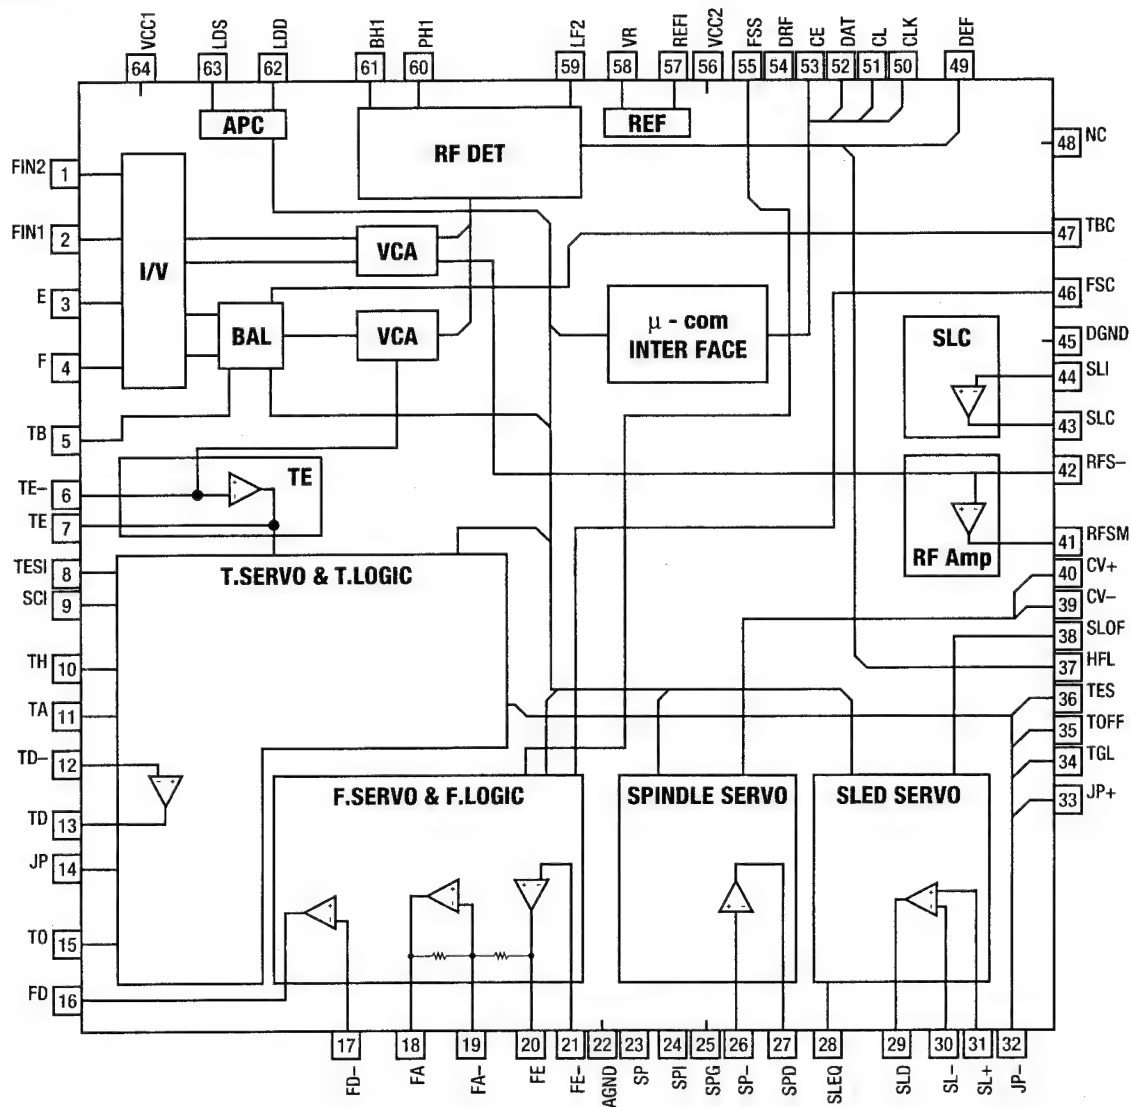 VCC1 LDS LDD BH1 PH1 LF2 VR REFI VCC2 FSS DRF CE DAT CL CLK DEF
64 63 62 61 60 59 58 57 56 55 54 53 52 51 50 49
APC
RF DET
REF
48 NC
FIN2 1
FIN1 2
VCA
47 TBC
I/V
E 3
46 FSC
BAL
VCA
μ - com
INTER FACE
SLC
45 DGND
F 4
44 SLI
TB 5
43 SLC
TE
42 RFS–
TE– 6
TE 7
RF Amp
41 RFSM
TESI 8
T.SERVO & T.LOGIC
40 CV+
SCI 9
39 CV–
38 SLOF
TH 10
37 HFL
TA 11
36 TES
35 TOFF
TD– 12
34 TGL
F.SERVO & F.LOGIC
SPINDLE SERVO
SLED SERVO
33 JP+
TD 13
JP 14
TO 15
FD 16
17 18 19 20 21 22 23 24 25 26 27 28 29 30 31 32
FD– FA FA– FE FE– AGND SP SPI SPG SP– SPD SLEQ SLD SL– SL+ JP–